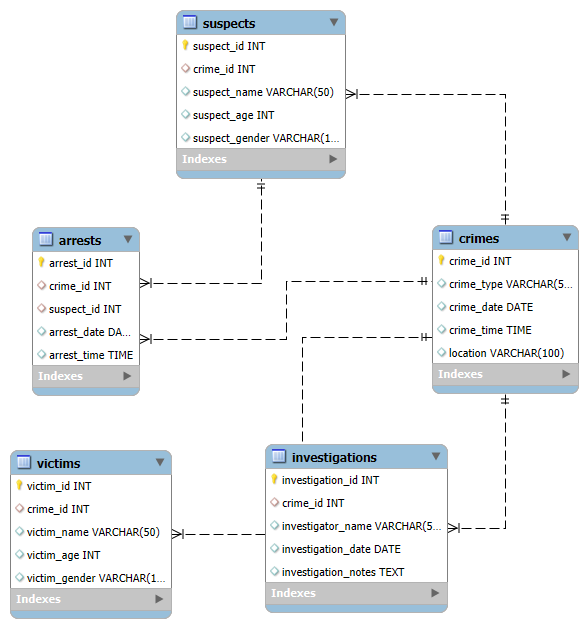 suspects
suspect_id INT
crime_id INT
suspect_name VARCHAR(50)
suspect_age INT
suspect_gender VARCHAR(1...
Indexes
arrests
arrest_id INT
crime_id INT
suspect_id INT
arrest_date DA...
arrest_time TIME
Indexes
crimes
crime_id INT
crime_type VARCHAR(5...
crime_date DATE
crime_time TIME
location VARCHAR(100)
Indexes
victims
victim_id INT
crime_id INT
victim_name VARCHAR(50)
victim_age INT
victim_gender VARCHAR(1...
Indexes
investigations
investigation_id INT
crime_id INT
investigator_name VARCHAR(5...
investigation_date DATE
investigation_notes TEXT
Indexes